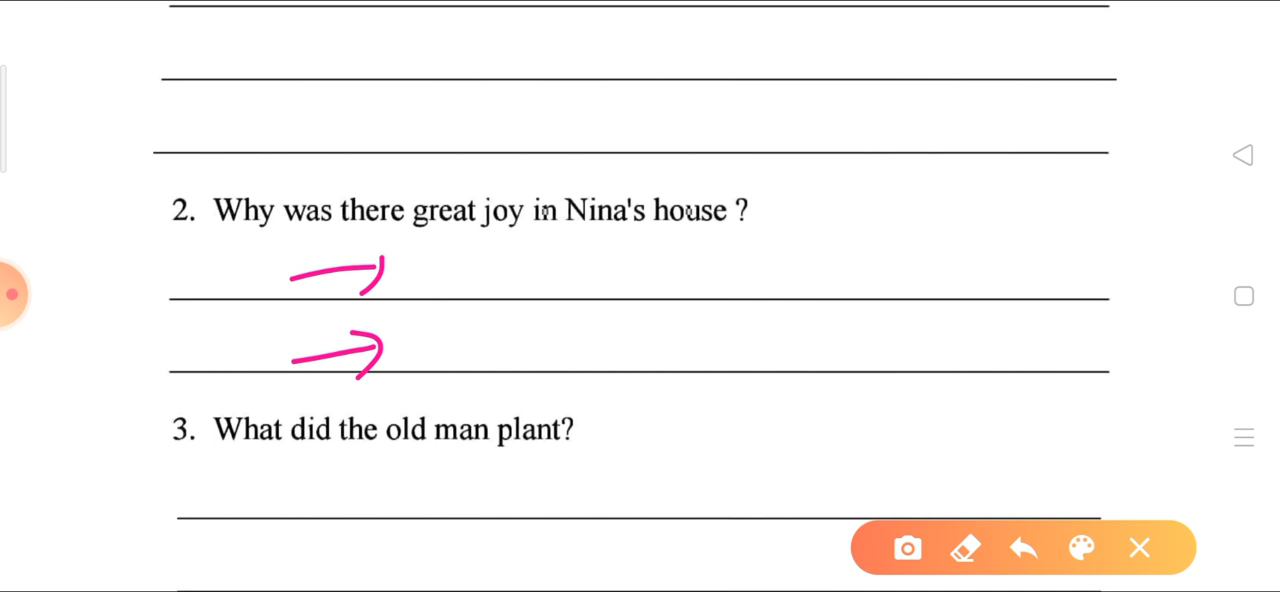 2. Why was there great joy in Nina's house ?
3. What did the old man plant?